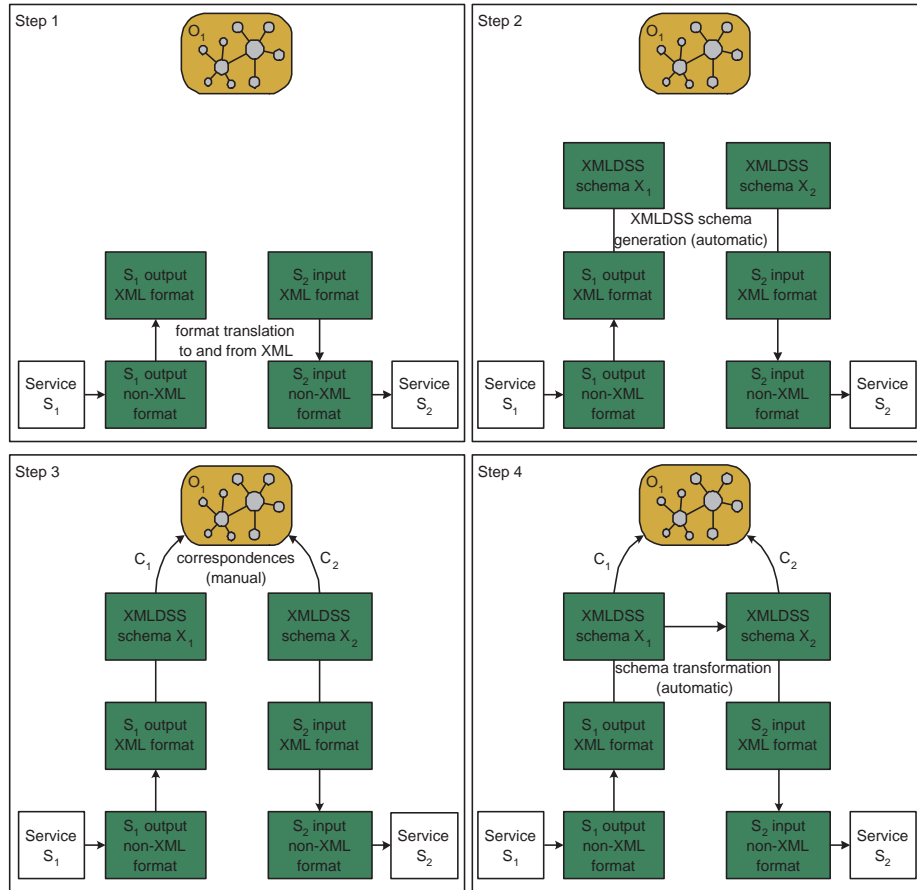 Step 1
O1
S1 output
XML format
S2 input
XML format
format translation
to and from XML
Service
S1
S1 output
non-XML
format
S2 input
non-XML
format
Service
S2
Step 2
O1
XMLDSS
schema X1
XMLDSS
schema X2
XMLDSS schema
generation (automatic)
S1 output
XML format
S2 input
XML format
Service
S1
S1 output
non-XML
format
S2 input
non-XML
format
Service
S2
Step 3
O1
C1
correspondences
(manual)
C2
XMLDSS
schema X1
XMLDSS
schema X2
S1 output
XML format
S2 input
XML format
Service
S1
S1 output
non-XML
format
S2 input
non-XML
format
Service
S2
Step 4
O1
C1
C2
XMLDSS
schema X1
XMLDSS
schema X2
schema transformation
(automatic)
S1 output
XML format
S2 input
XML format
Service
S1
S1 output
non-XML
format
S2 input
non-XML
format
Service
S2